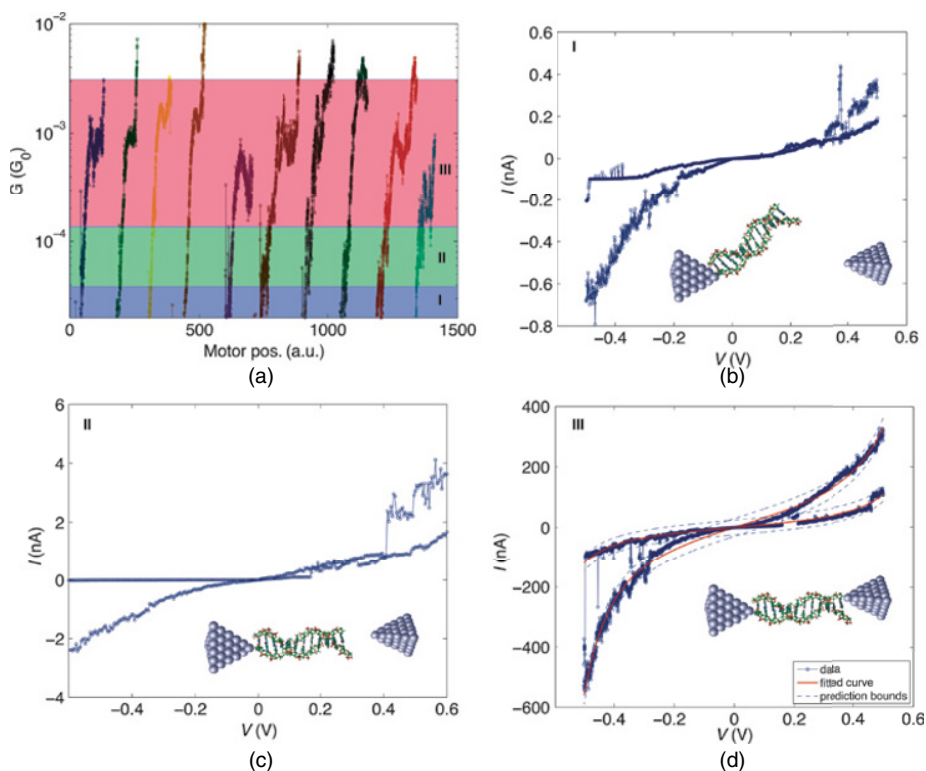 10⁻²
10⁻³
10⁻⁴
G (G₀)
III
II
I
0
500
1000
1500
Motor pos. (a.u.)
(a)
I
0.6
0.4
0.2
0
−0.2
−0.4
−0.6
−0.8
I (nA)
−0.4
−0.2
0
0.2
0.4
0.6
V (V)
(b)
II
6
4
2
0
−2
−4
I (nA)
−0.4
−0.2
0
0.2
0.4
0.6
V (V)
(c)
III
400
200
0
−200
−400
−600
I (nA)
data
fitted curve
prediction bounds
−0.4
−0.2
0
0.2
0.4
0.6
V (V)
(d)